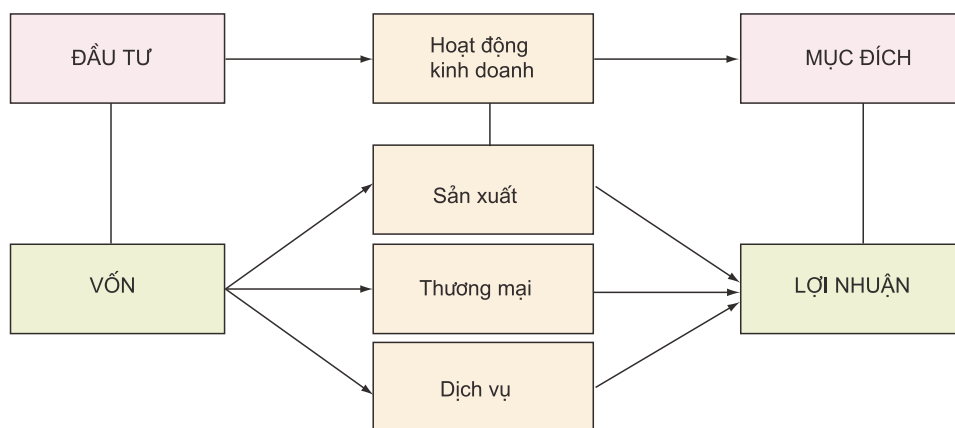 ĐẦU TƯ
Hoạt động
kinh doanh
MỤC ĐÍCH
Sản xuất
VỐN
Thương mại
LỢI NHUẬN
Dịch vụ